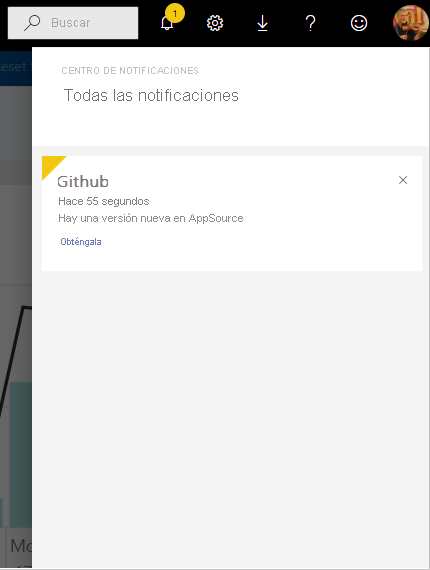 Buscar
1
Reset
CENTRO DE NOTIFICACIONES
Todas las notificaciones
Github
Hace 55 segundos
Hay una versión nueva en AppSource
Obténgala
Mo